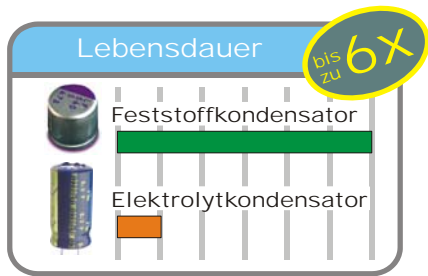 Lebensdauer
bis
zu 6X
Feststoffkondensator
Elektrolytkondensator